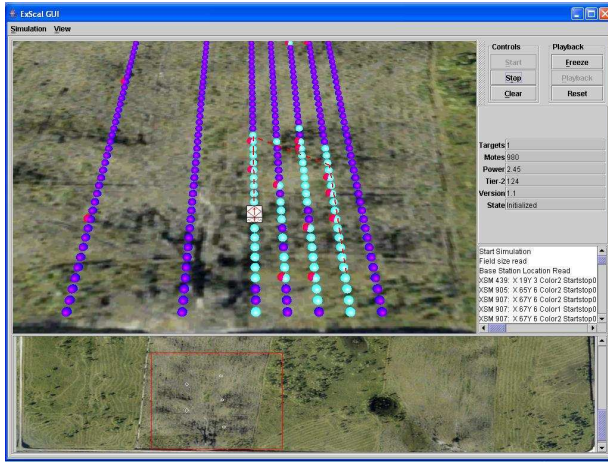 ExScal GUI
Simulation View
Controls
Start
Stop
Clear
Playback
Freeze
Playback
Reset
Targets 1
Motes 980
Power 2.45
Tier-2 124
Version 1.1
State initialized
Start Simulation
Field size read
Base Station Location Read
XSM 439: X 19Y 3 Color2 Startstop0
XSM 905: X 65Y 6 Color2 Startstop0
XSM 907: X 67Y 6 Color2 Startstop0
XSM 907: X 67Y 6 Color1 Startstop0
XSM 907: X 67Y 6 Color2 Startstop0